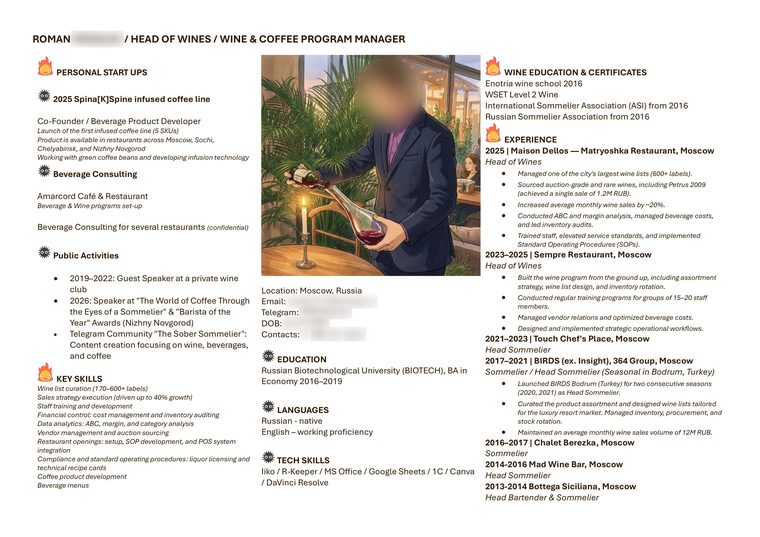 ROMAN / HEAD OF WINES / WINE & COFFEE PROGRAM MANAGER
PERSONAL START UPS
2025 Spina[K]Spine infused coffee line
Co-Founder / Beverage Product Developer
Launch of the first infused coffee line (5 SKUs)
Product is available in restaurants across Moscow, Sochi,
Chelyabinsk, and Nizhny Novgorod
Working with green coffee beans and developing infusion technology
Beverage Consulting
Amarcord Café & Restaurant
Beverage & Wine programs set-up
Beverage Consulting for several restaurants (confidential)
Public Activities
• 2019–2022: Guest Speaker at a private wine
club
• 2026: Speaker at "The World of Coffee Through
the Eyes of a Sommelier" & "Barista of the
Year" Awards (Nizhny Novgorod)
• Telegram Community "The Sober Sommelier":
Content creation focusing on wine, beverages,
and coffee
KEY SKILLS
Wine list curation (170–600+ labels)
Sales strategy execution (driven up to 40% growth)
Staff training and development
Financial control: cost management and inventory auditing
Data analytics: ABC, margin, and category analysis
Vendor management and auction sourcing
Restaurant openings: setup, SOP development, and POS system
integration
Compliance and standard operating procedures: liquor licensing and
technical recipe cards
Coffee product development
Beverage menus
Location: Moscow. Russia
Email:
Telegram:
DOB:
Contacts:
EDUCATION
Russian Biotechnological University (BIOTECH), BA in
Economy 2016–2019
LANGUAGES
Russian - native
English – working proficiency
TECH SKILLS
Iiko / R-Keeper / MS Office / Google Sheets / 1C / Canva
/ DaVinci Resolve
WINE EDUCATION & CERTIFICATES
Enotria wine school 2016
WSET Level 2 Wine
International Sommelier Association (ASI) from 2016
Russian Sommelier Association from 2016
EXPERIENCE
2025 | Maison Dellos — Matryoshka Restaurant, Moscow
Head of Wines
• Managed one of the city's largest wine lists (600+ labels).
• Sourced auction-grade and rare wines, including Petrus 2009
(achieved a single sale of 1.2M RUB).
• Increased average monthly wine sales by ~20%.
• Conducted ABC and margin analysis, managed beverage costs,
and led inventory audits.
• Trained staff, elevated service standards, and implemented
Standard Operating Procedures (SOPs).
2023–2025 | Sempre Restaurant, Moscow
Head of Wines
• Built the wine program from the ground up, including assortment
strategy, wine list design, and inventory rotation.
• Conducted regular training programs for groups of 15–20 staff
members.
• Managed vendor relations and optimized beverage costs.
• Designed and implemented strategic operational workflows.
2021–2023 | Touch Chef's Place, Moscow
Head Sommelier
2017–2021 | BIRDS (ex. Insight), 364 Group, Moscow
Sommelier / Head Sommelier (Seasonal in Bodrum, Turkey)
• Launched BIRDS Bodrum (Turkey) for two consecutive seasons
(2020, 2021) as Head Sommelier.
• Curated the product assortment and designed wine lists tailored
for the luxury resort market. Managed inventory, procurement, and
stock rotation.
• Maintained an average monthly wine sales volume of 12M RUB.
2016–2017 | Chalet Berezka, Moscow
Sommelier
2014-2016 Mad Wine Bar, Moscow
Head Sommelier
2013-2014 Bottega Siciliana, Moscow
Head Bartender & Sommelier